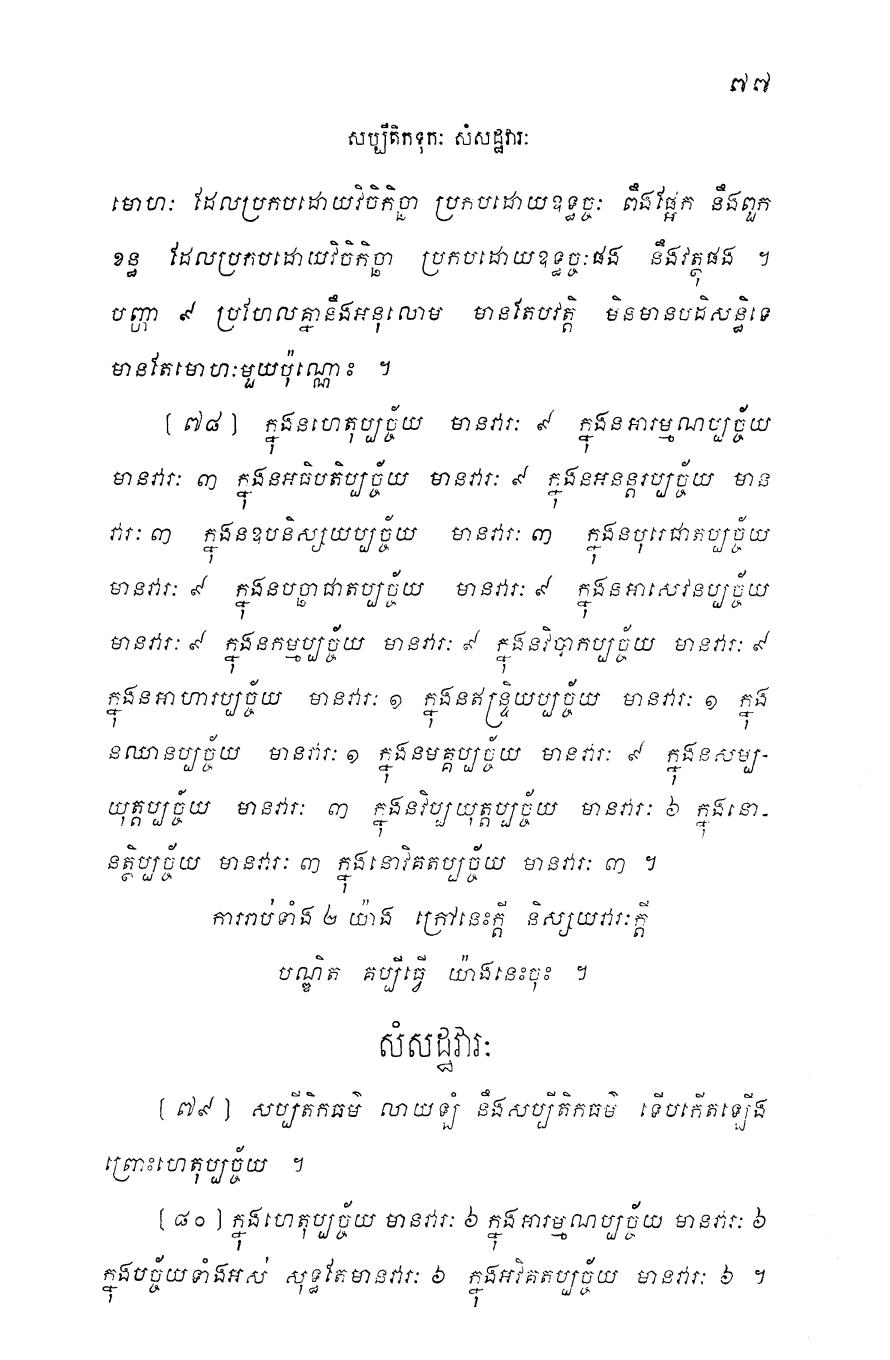 ៧៧
សប្បីតិកទុកៈ សំសដ្ឋវារៈ
មោហៈ ដែលប្រកបដោយវិចិកិច្ឆា ប្រកបដោយឧទ្ធច្ចៈ ពឹងផ្អែក នឹងពួក
ខន្ធ ដែលប្រកបដោយវិចិកិច្ឆា ប្រកបដោយឧទ្ធច្ចៈផង នឹងវត្ថុផង ។
បញ្ហា ៩ ប្រហែលគ្នានឹងអនុលោម មានតែបវត្តិ មិនមានបដិសន្ធិទេ
មានតែមោហៈមួយប៉ុណ្ណោះ ។
[៧៨] ក្នុងនហេតុប្បច្ច័យ មានវារៈ ៩ ក្នុងនអារម្មណប្បច្ច័យ
មានវារៈ ៣ ក្នុងនអធិបតិប្បច្ច័យ មានវារៈ ៩ ក្នុងនអនន្តរប្បច្ច័យ មាន
វារៈ ៣ ក្នុងនឧបនិស្សយប្បច្ច័យ មានវារៈ ៣ ក្នុងនបុរេជាតប្បច្ច័យ
មានវារៈ ៩ ក្នុងនបច្ឆាជាតប្បច្ច័យ មានវារៈ ៩ ក្នុងនអាសេវនប្បច្ច័យ
មានវារៈ ៩ ក្នុងនកម្មប្បច្ច័យ មានវារៈ ៩ ក្នុងនវិបាកប្បច្ច័យ មានវារៈ ៩
ក្នុងនអាហារប្បច្ច័យ មានវារៈ ១ ក្នុងនឥន្ទ្រិយប្បច្ច័យ មានវារៈ ១ ក្នុង
នឈានប្បច្ច័យ មានវារៈ ១ ក្នុងនមគ្គប្បច្ច័យ មានវារៈ ៩ ក្នុងនសម្ប-
យុត្តប្បច្ច័យ មានវារៈ ៣ ក្នុងនវិប្បយុត្តប្បច្ច័យ មានវារៈ ៦ ក្នុងនោ-
នត្ថិប្បច្ច័យ មានវារៈ ៣ ក្នុងនោវិគតប្បច្ច័យ មានវារៈ ៣ ។
ការរាប់ទាំង ២ យ៉ាង ក្រៅនេះក្តី និស្សយវារៈក្តី
បណ្ឌិត គប្បីធ្វើ យ៉ាងនេះចុះ ។
សំសដ្ឋវារៈ
[៧៩] សប្បីតិកធម៌ លាយឡំ នឹងសប្បីតិកធម៌ ទើបកើតឡើង
ព្រោះហេតុប្បច្ច័យ ។
[៨០] ក្នុងហេតុប្បច្ច័យ មានវារៈ ៦ ក្នុងអារម្មណប្បច្ច័យ មានវារៈ ៦
ក្នុងបច្ច័យទាំងអស់ សុទ្ធតែមានវារៈ ៦ ក្នុងអវិគតប្បច្ច័យ មានវារៈ ៦ ។